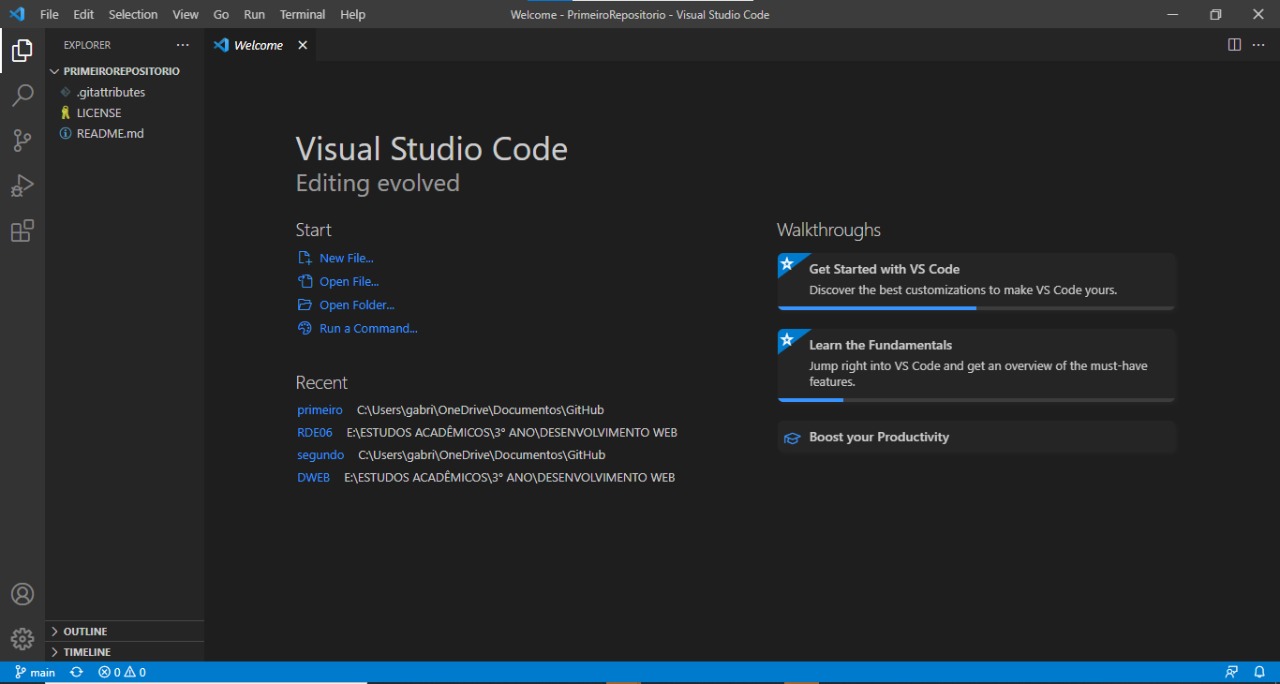 File Edit Selection View Go Run Terminal Help Welcome - PrimeiroRepositorio - Visual Studio Code
EXPLORER
Welcome
PRIMEIROREPOSITORIO
.gitattributes
LICENSE
README.md
Visual Studio Code
Editing evolved
Start
New File...
Open File...
Open Folder...
Run a Command...
Recent
primeiro C:\Users\gabri\OneDrive\Documentos\GitHub
RDE06 E:\ESTUDOS ACADÊMICOS\3° ANO\DESENVOLVIMENTO WEB
segundo C:\Users\gabri\OneDrive\Documentos\GitHub
DWEB E:\ESTUDOS ACADÊMICOS\3° ANO\DESENVOLVIMENTO WEB
Walkthroughs
Get Started with VS Code
Discover the best customizations to make VS Code yours.
Learn the Fundamentals
Jump right into VS Code and get an overview of the must-have
features.
Boost your Productivity
OUTLINE
TIMELINE
main 0 0